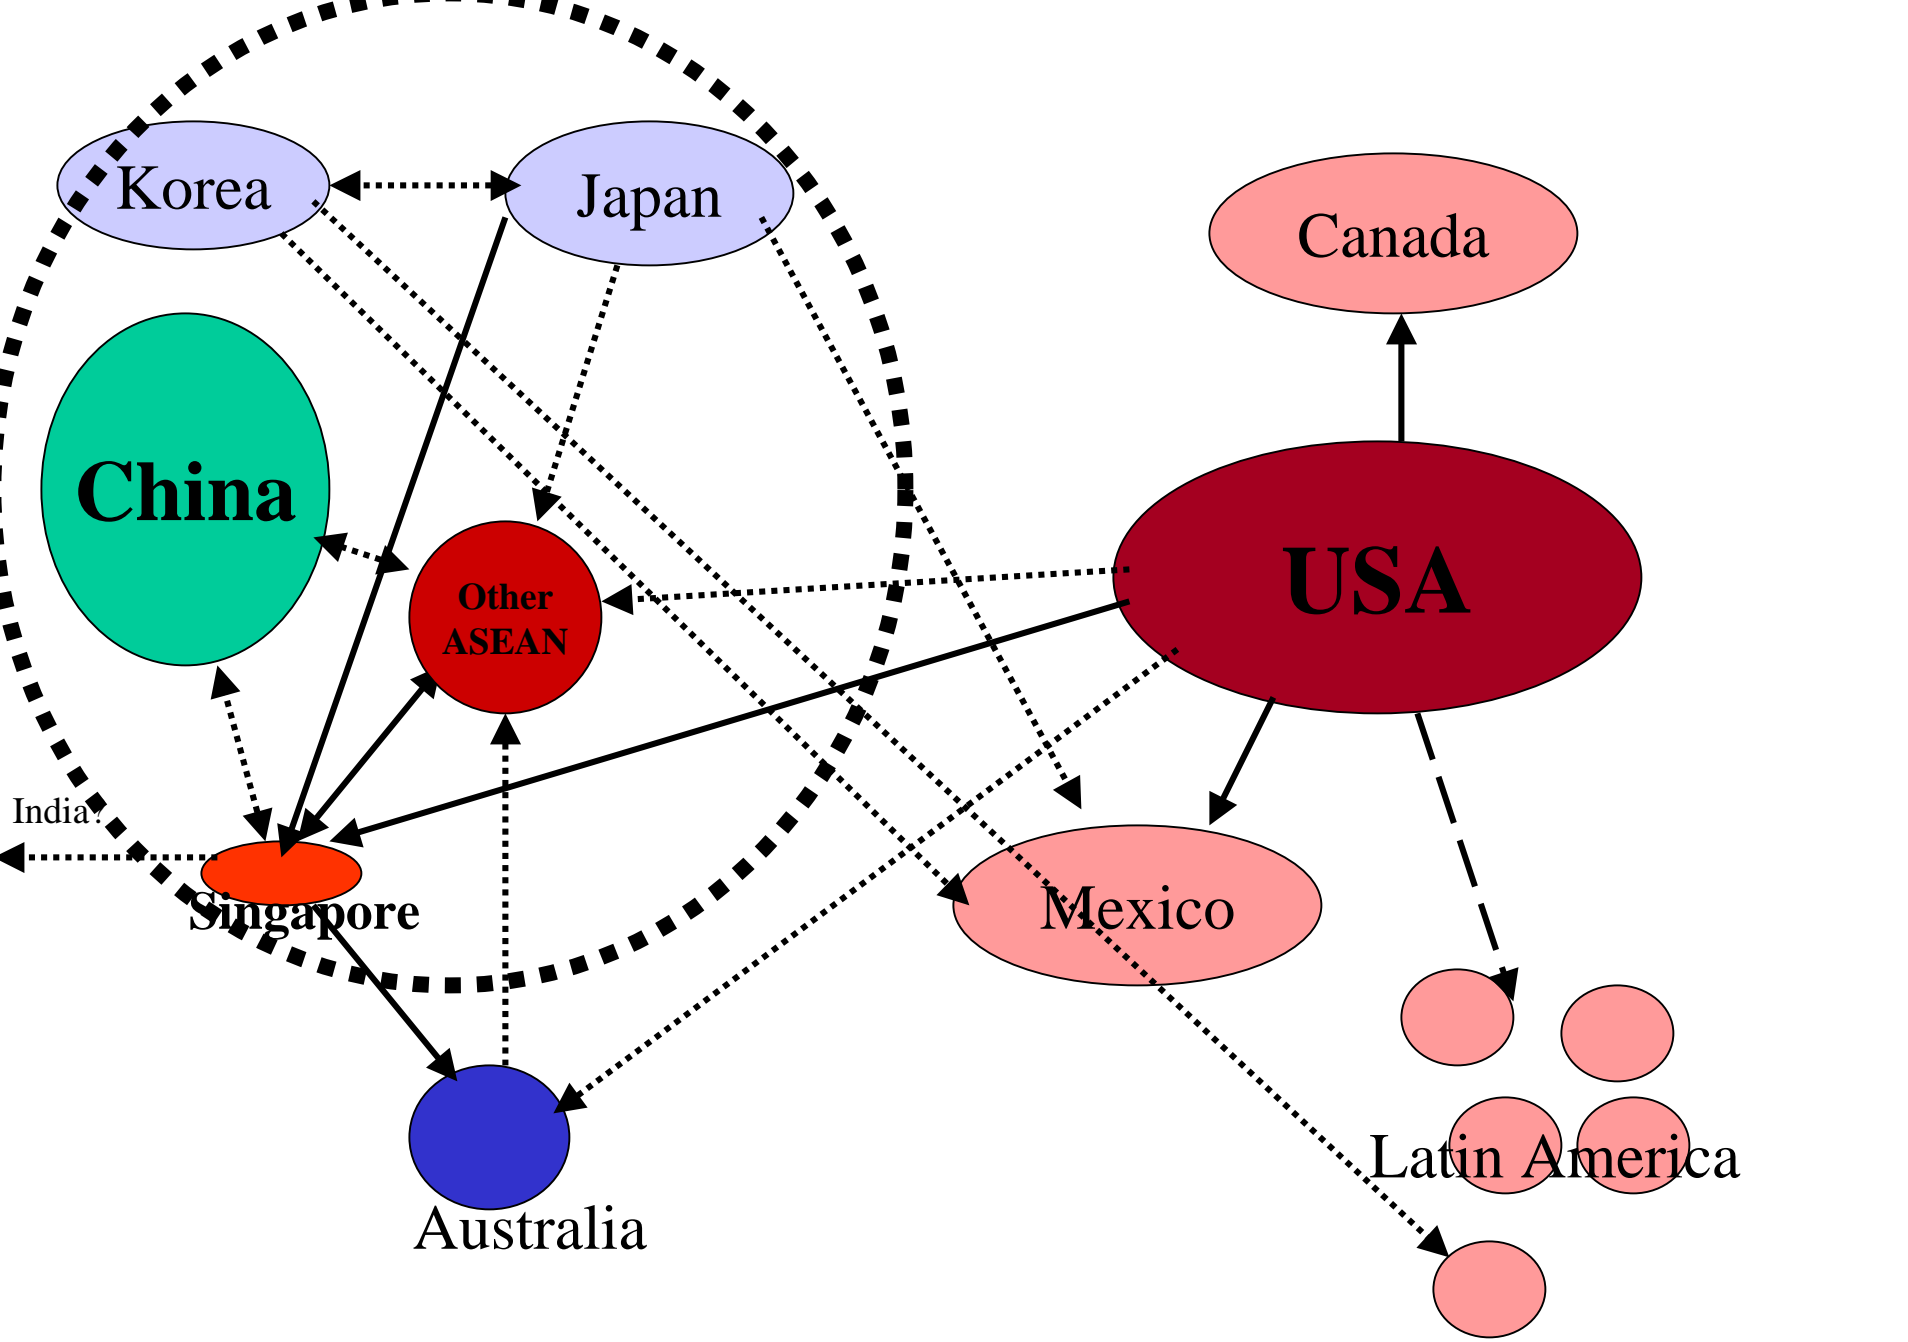 Korea
Japan
Canada
China
USA
Other
ASEAN
India?
Singapore
Mexico
Latin America
Australia